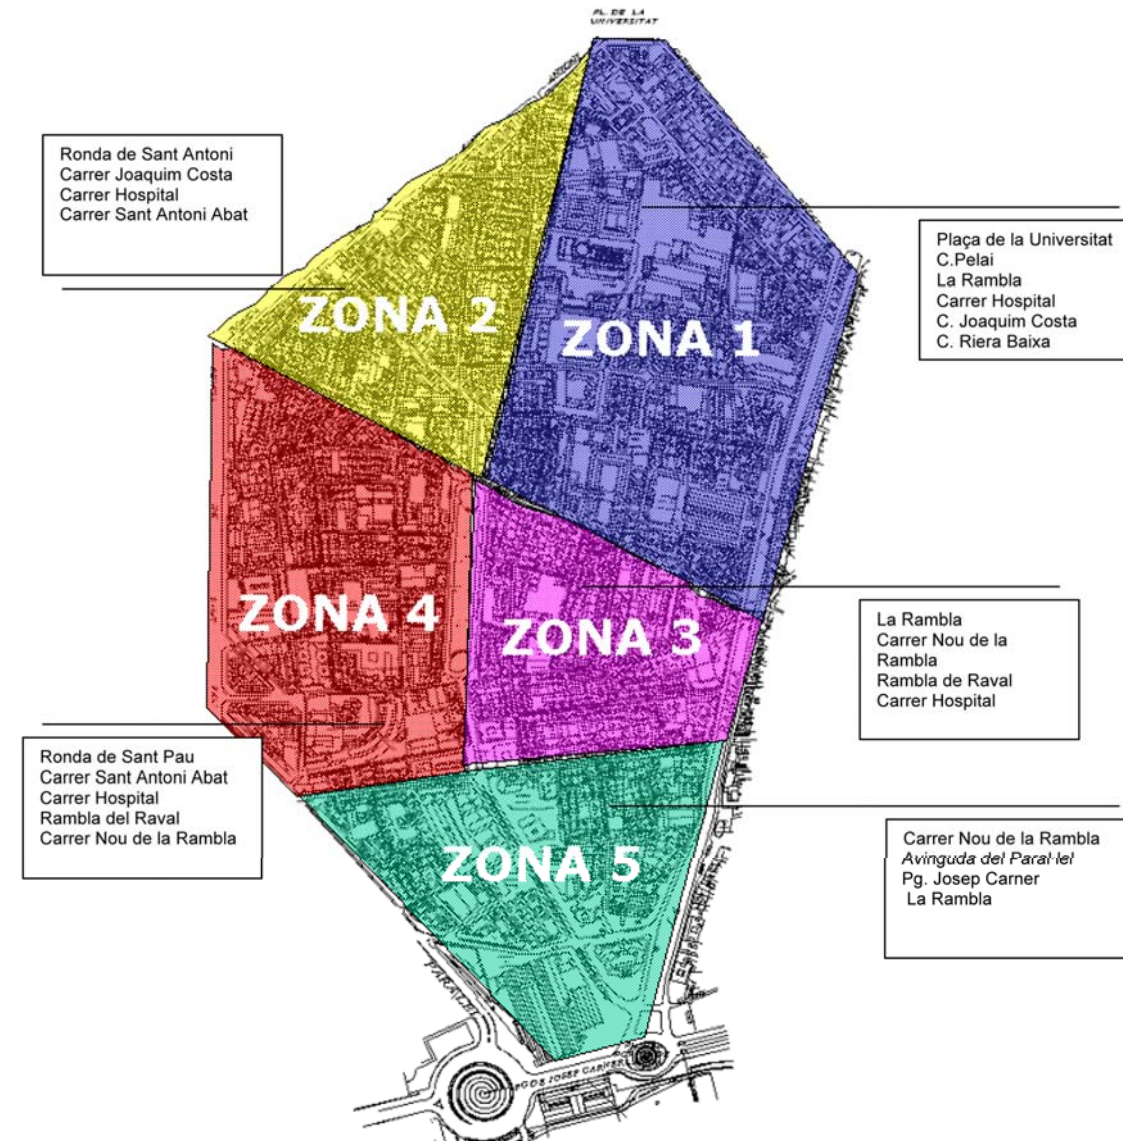 PL. DE LA
UNIVERSITAT
Ronda de Sant Antoni
Carrer Joaquim Costa
Carrer Hospital
Carrer Sant Antoni Abat
Plaça de la Universitat
C.Pelai
La Rambla
Carrer Hospital
C. Joaquim Costa
C. Riera Baixa
ZONA 2
ZONA 1
ZONA 4
ZONA 3
La Rambla
Carrer Nou de la
Rambla
Rambla de Raval
Carrer Hospital
Ronda de Sant Pau
Carrer Sant Antoni Abat
Carrer Hospital
Rambla del Raval
Carrer Nou de la Rambla
ZONA 5
Carrer Nou de la Rambla
Avinguda del Paral·lel
Pg. Josep Carner
La Rambla
JOSEP CARNER